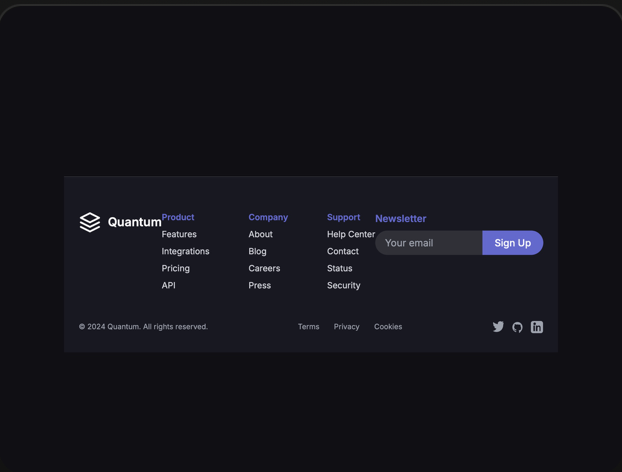 Quantum
Product
Features
Integrations
Pricing
API
Company
About
Blog
Careers
Press
Support
Help Center
Contact
Status
Security
Newsletter
Your email
Sign Up
© 2024 Quantum. All rights reserved.
Terms
Privacy
Cookies
in